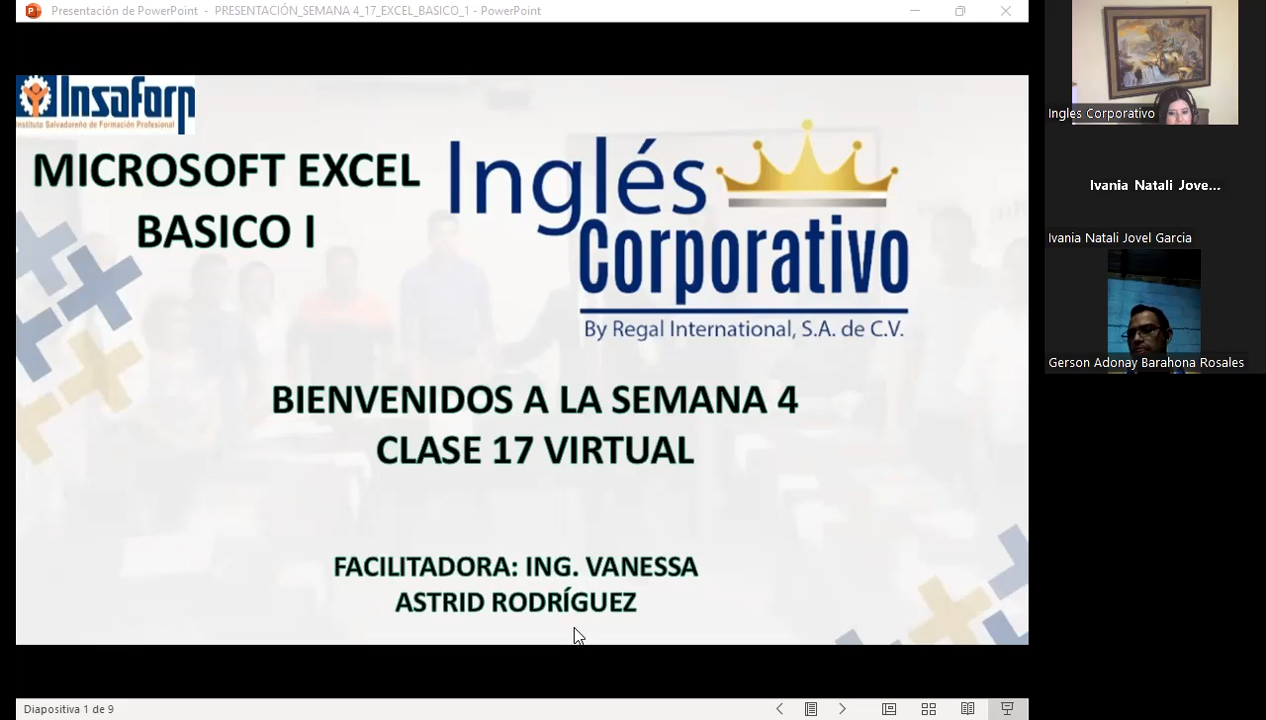 Presentación de PowerPoint - PRESENTACIÓN_SEMANA 4_17_EXCEL_BASICO_1 - PowerPoint
Insaforp
Instituto Salvadoreño de Formación Profesional
MICROSOFT EXCEL
BASICO I
Inglés
Corporativo
By Regal International, S.A. de C.V.
BIENVENIDOS A LA SEMANA 4
CLASE 17 VIRTUAL
FACILITADORA: ING. VANESSA
ASTRID RODRÍGUEZ
Diapositiva 1 de 9
Ingles Corporativo
Ivania Natali Jove...
Ivania Natali Jovel Garcia
Gerson Adonay Barahona Rosales